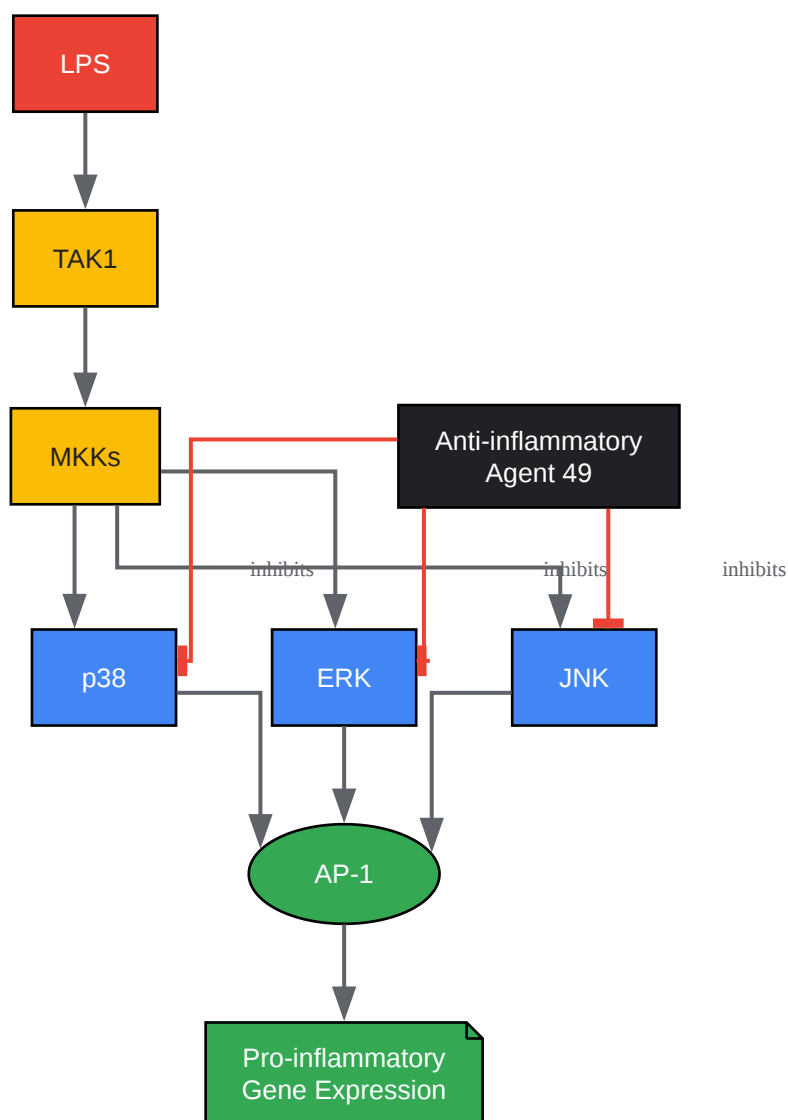 LPS
TAK1
MKKs
Anti-inflammatory
Agent 49
inhibits
inhibits
inhibits
p38
ERK
JNK
AP-1
Pro-inflammatory
Gene Expression